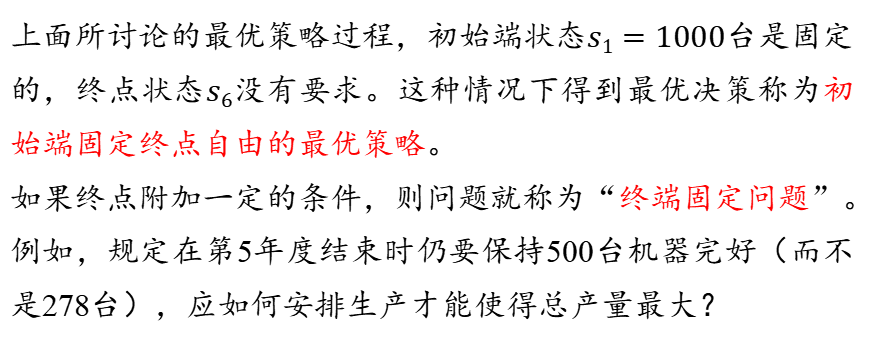 上面所讨论的最优策略过程，初始端状态s₁ = 1000台是固定
的，终点状态s₆没有要求。这种情况下得到最优决策称为初
始端固定终点自由的最优策略。
如果终点附加一定的条件，则问题就称为“终端固定问题”。
例如，规定在第5年度结束时仍要保持500台机器完好（而不
是278台），应如何安排生产才能使得总产量最大？